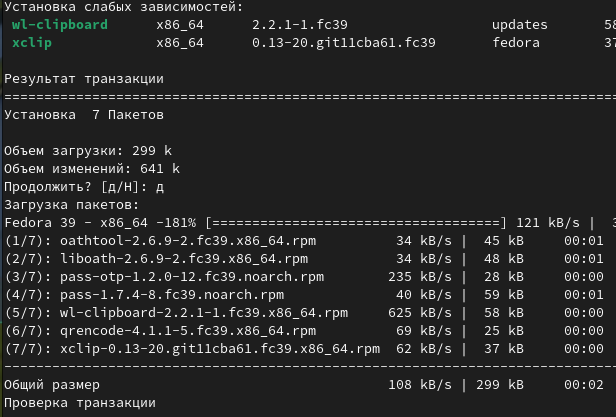 Установка слабых зависимостей:
wl-clipboard x86_64 2.2.1-1.fc39 updates 58
xclip x86_64 0.13-20.git11cba61.fc39 fedora 37
Результат транзакции
================================================================================
Установка 7 Пакетов
Объем загрузки: 299 k
Объем изменений: 641 k
Продолжить? [д/Н]: д
Загрузка пакетов:
Fedora 39 - x86_64 -181% [====================================] 121 kB/s |
(1/7): oathtool-2.6.9-2.fc39.x86_64.rpm 34 kB/s | 45 kB 00:01
(2/7): liboath-2.6.9-2.fc39.x86_64.rpm 34 kB/s | 48 kB 00:01
(3/7): pass-otp-1.2.0-12.fc39.noarch.rpm 235 kB/s | 28 kB 00:00
(4/7): pass-1.7.4-8.fc39.noarch.rpm 40 kB/s | 59 kB 00:01
(5/7): wl-clipboard-2.2.1-1.fc39.x86_64.rpm 625 kB/s | 58 kB 00:00
(6/7): qrencode-4.1.1-5.fc39.x86_64.rpm 69 kB/s | 25 kB 00:00
(7/7): xclip-0.13-20.git11cba61.fc39.x86_64.rpm 62 kB/s | 37 kB 00:00
--------------------------------------------------------------------------------
Общий размер 108 kB/s | 299 kB 00:02
Проверка транзакции